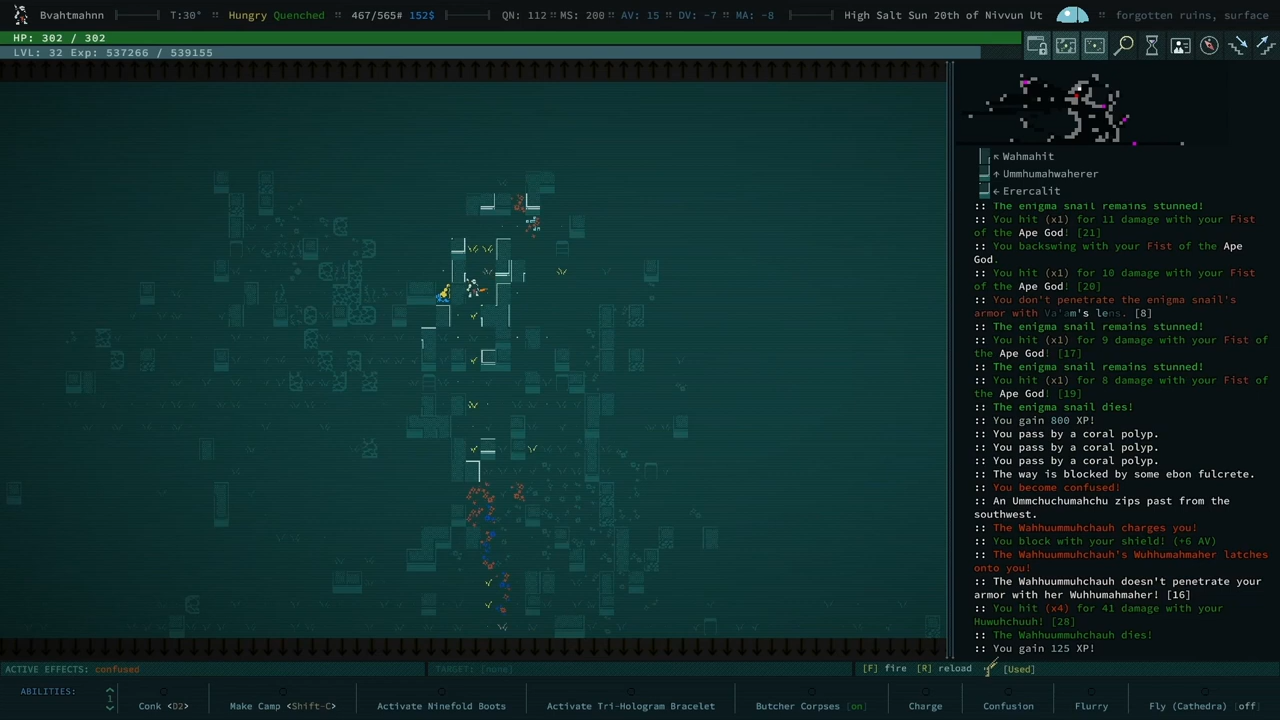 Bvahtmahnn T:30° Hungry Quenched 467/565# 152$ QN: 112 MS: 200 AV: 15 DV: -7 MA: -8 High Salt Sun 20th of Nivvun Ut forgotten ruins, surface
HP: 302 / 302
LVL: 32 Exp: 537266 / 539155
Wahmahit
Ummhumahwaherer
Erercalit
:: The enigma snail remains stunned!
:: You hit (x1) for 11 damage with your Fist
of the Ape God! [21]
:: You backswing with your Fist of the Ape
God.
:: You hit (x1) for 10 damage with your Fist
of the Ape God! [20]
:: You don't penetrate the enigma snail's
armor with Va'am's lens. [8]
:: The enigma snail remains stunned!
:: You hit (x1) for 9 damage with your Fist of
the Ape God! [17]
:: The enigma snail remains stunned!
:: You hit (x1) for 8 damage with your Fist of
the Ape God! [19]
:: The enigma snail dies!
:: You gain 800 XP!
:: You pass by a coral polyp.
:: You pass by a coral polyp.
:: You pass by a coral polyp.
:: The way is blocked by some ebon fulcrete.
:: You become confused!
:: An Ummchuchumahchu zips past from the
southwest.
:: The Wahhuummuhchauh charges you!
:: You block with your shield! (+6 AV)
:: The Wahhuummuhchauh's Wuhhumahmaher latches
onto you!
:: The Wahhuummuhchauh doesn't penetrate your
armor with her Wuhhumahmaher! [16]
:: You hit (x4) for 41 damage with your
Huwuhchuuh! [28]
:: The Wahhuummuhchauh dies!
:: You gain 125 XP!
ACTIVE EFFECTS: confused TARGET: [none] [F] fire [R] reload [Used]
ABILITIES: 1 Conk <02> Make Camp <Shift-C> Activate Ninefold Boots Activate Tri-Hologram Bracelet Butcher Corpses [on] Charge Confusion Flurry Fly (Cathedra) [off